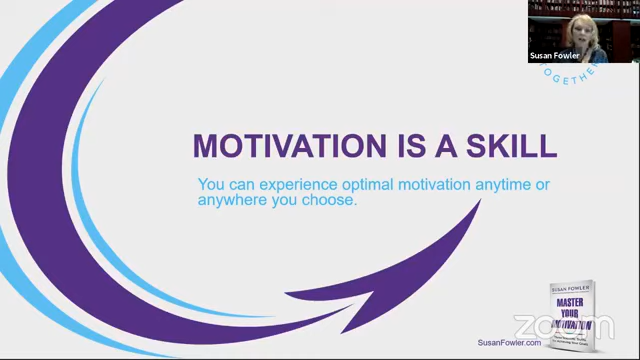 Susan Fowler
TOGETHER
MOTIVATION IS A SKILL
You can experience optimal motivation anytime or
anywhere you choose.
SUSAN FOWLER
MASTER
YOUR
MOTIVATION
zoom
SusanFowler.com